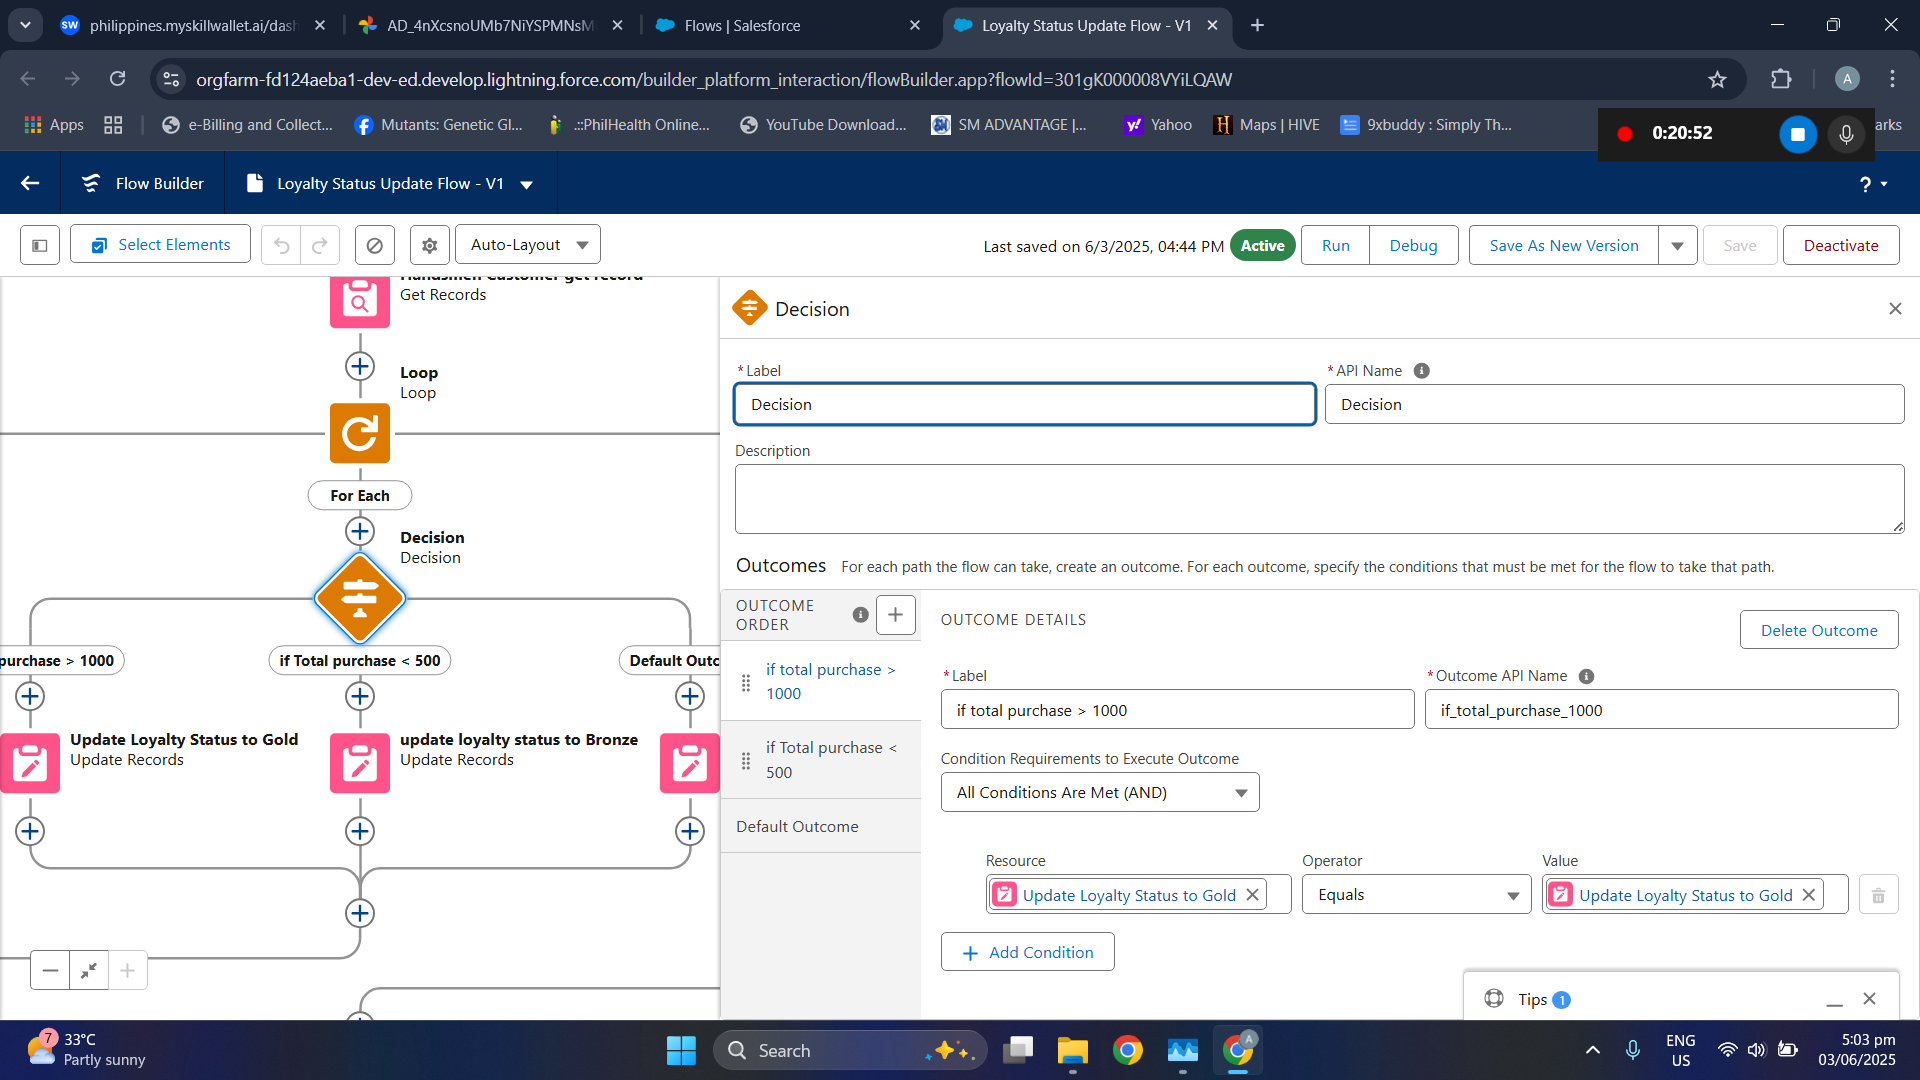 philippines.myskillwallet.ai/dash
AD_4nXcsnoUMb7NiYSPMNsM
Flows | Salesforce
Loyalty Status Update Flow - V1
orgfarm-fd124aeba1-dev-ed.develop.lightning.force.com/builder_platform_interaction/flowBuilder.app?flowId=301gK000008VYiLQAW
A
Apps
e-Billing and Collect...
Mutants: Genetic Gl...
.::PhilHealth Online...
YouTube Download...
SM ADVANTAGE |...
Yahoo
Maps | HIVE
9xbuddy : Simply Th...
arks
0:20:52
Flow Builder
Loyalty Status Update Flow - V1
?
Select Elements
Auto-Layout
Last saved on 6/3/2025, 04:44 PM
Active
Run
Debug
Save As New Version
Save
Deactivate
Handsmen Customer get record
Get Records
Loop
Loop
For Each
Decision
Decision
purchase > 1000
if Total purchase < 500
Default Outc
Update Loyalty Status to Gold
Update Records
update loyalty status to Bronze
Update Records
Decision
* Label
Decision
* API Name
Decision
Description
Outcomes
For each path the flow can take, create an outcome. For each outcome, specify the conditions that must be met for the flow to take that path.
OUTCOME
ORDER
if total purchase >
1000
if Total purchase <
500
Default Outcome
OUTCOME DETAILS
Delete Outcome
* Label
if total purchase > 1000
* Outcome API Name
if_total_purchase_1000
Condition Requirements to Execute Outcome
All Conditions Are Met (AND)
Resource
Update Loyalty Status to Gold
Operator
Equals
Value
Update Loyalty Status to Gold
Add Condition
Tips 1
7
33°C
Partly sunny
Search
A
ENG
US
5:03 pm
03/06/2025